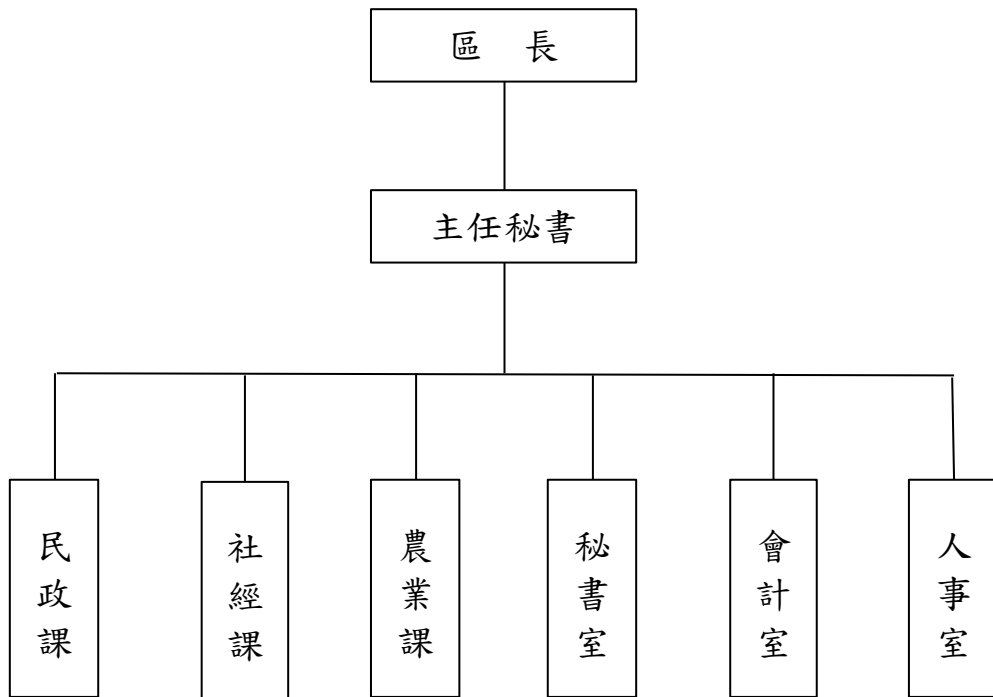 區 長
主任秘書
民政課
社經課
農業課
秘書室
會計室
人事室